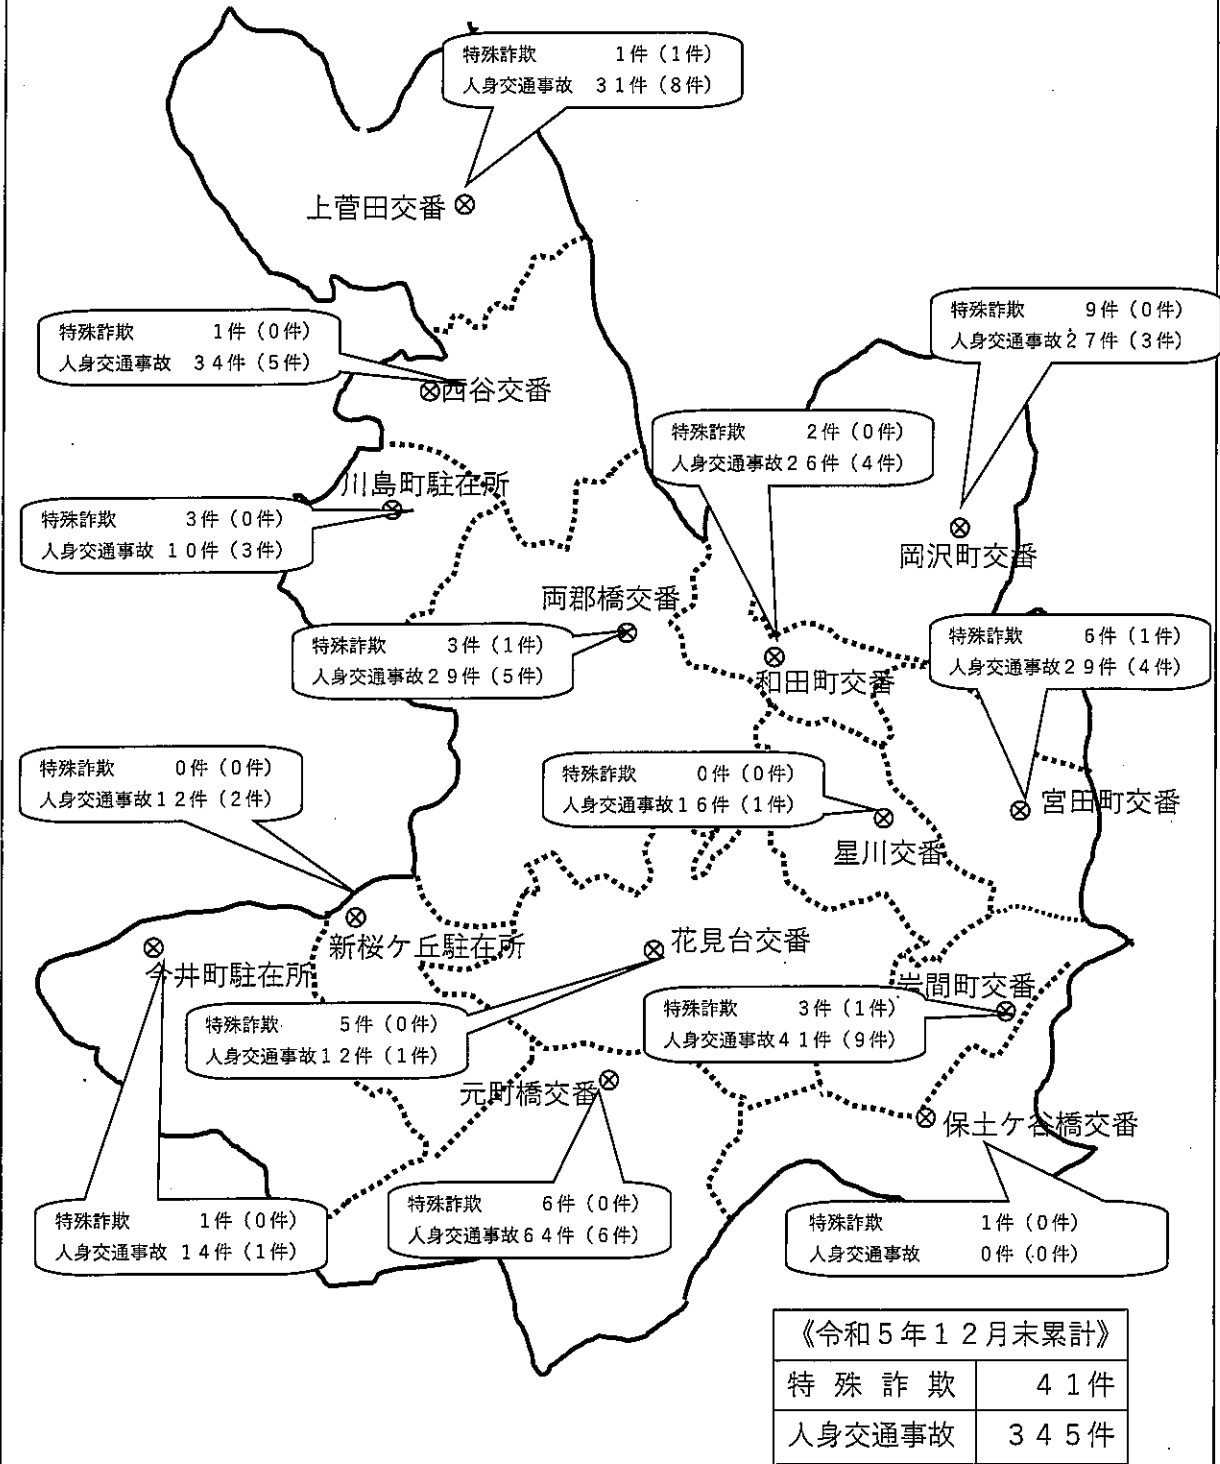 特殊詐欺 1件（1件）
人身交通事故 31件（8件）
上菅田交番
特殊詐欺 1件（0件）
人身交通事故 34件（5件）
西谷交番
特殊詐欺 9件（0件）
人身交通事故27件（3件）
岡沢町交番
特殊詐欺 2件（0件）
人身交通事故26件（4件）
和田町交番
川島町駐在所
特殊詐欺 3件（0件）
人身交通事故 10件（3件）
両郡橋交番
特殊詐欺 3件（1件）
人身交通事故29件（5件）
特殊詐欺 6件（1件）
人身交通事故29件（4件）
宮田町交番
特殊詐欺 0件（0件）
人身交通事故12件（2件）
新桜ケ丘駐在所
特殊詐欺 0件（0件）
人身交通事故16件（1件）
星川交番
今井町駐在所
花見台交番
特殊詐欺 5件（0件）
人身交通事故12件（1件）
岩間町交番
特殊詐欺 3件（1件）
人身交通事故41件（9件）
元町橋交番
保土ケ谷橋交番
特殊詐欺 1件（0件）
人身交通事故 14件（1件）
特殊詐欺 6件（0件）
人身交通事故64件（6件）
特殊詐欺 1件（0件）
人身交通事故 0件（0件）
《令和5年12月末累計》
特殊詐欺 41件
人身交通事故 345件